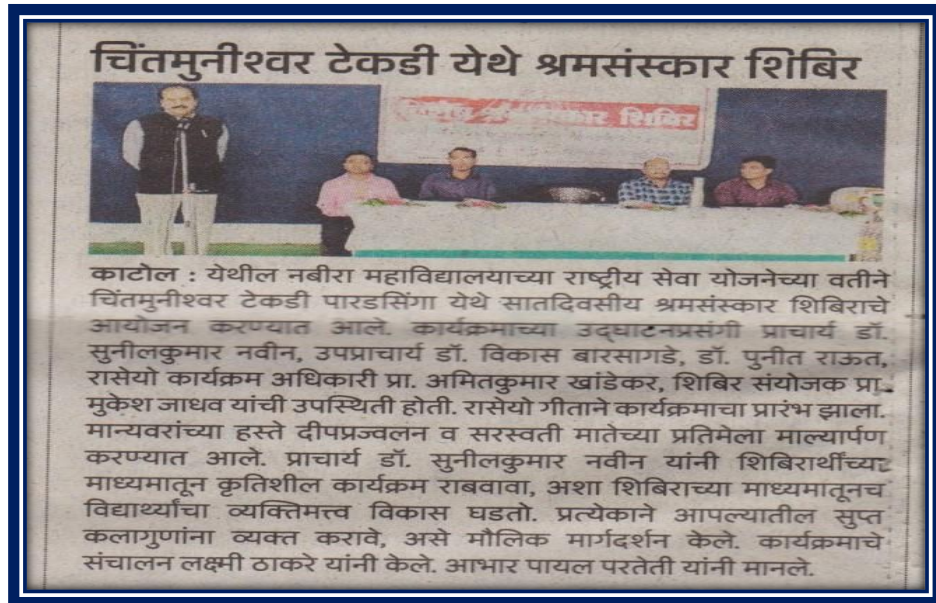 चिंतमुनीश्वर टेकडी येथे श्रमसंस्कार शिबिर
श्रमसंस्कार शिबिर
काटोल : येथील नबीरा महाविद्यालयाच्या राष्ट्रीय सेवा योजनेच्या वतीने
चिंतमुनीश्वर टेकडी पारडसिंगा येथे सातदिवसीय श्रमसंस्कार शिबिराचे
आयोजन करण्यात आले. कार्यक्रमाच्या उद्घाटनप्रसंगी प्राचार्य डॉ.
सुनीलकुमार नवीन, उपप्राचार्य डॉ. विकास बारसागडे, डॉ. पुनीत राऊत,
रासेयो कार्यक्रम अधिकारी प्रा. अमितकुमार खांडेकर, शिबिर संयोजक प्रा.
मुकेश जाधव यांची उपस्थिती होती. रासेयो गीताने कार्यक्रमाचा प्रारंभ झाला.
मान्यवरांच्या हस्ते दीपप्रज्वलन व सरस्वती मातेच्या प्रतिमेला माल्यार्पण
करण्यात आले. प्राचार्य डॉ. सुनीलकुमार नवीन यांनी शिबिरार्थीच्या
माध्यमातून कृतिशील कार्यक्रम राबवावा, अशा शिबिराच्या माध्यमातूनच
विद्यार्थ्यांचा व्यक्तिमत्त्व विकास घडतो. प्रत्येकाने आपल्यातील सुप्त
कलागुणांना व्यक्त करावे, असे मौलिक मार्गदर्शन केले. कार्यक्रमाचे
संचालन लक्ष्मी ठाकरे यांनी केले. आभार पायल परतेती यांनी मानले.